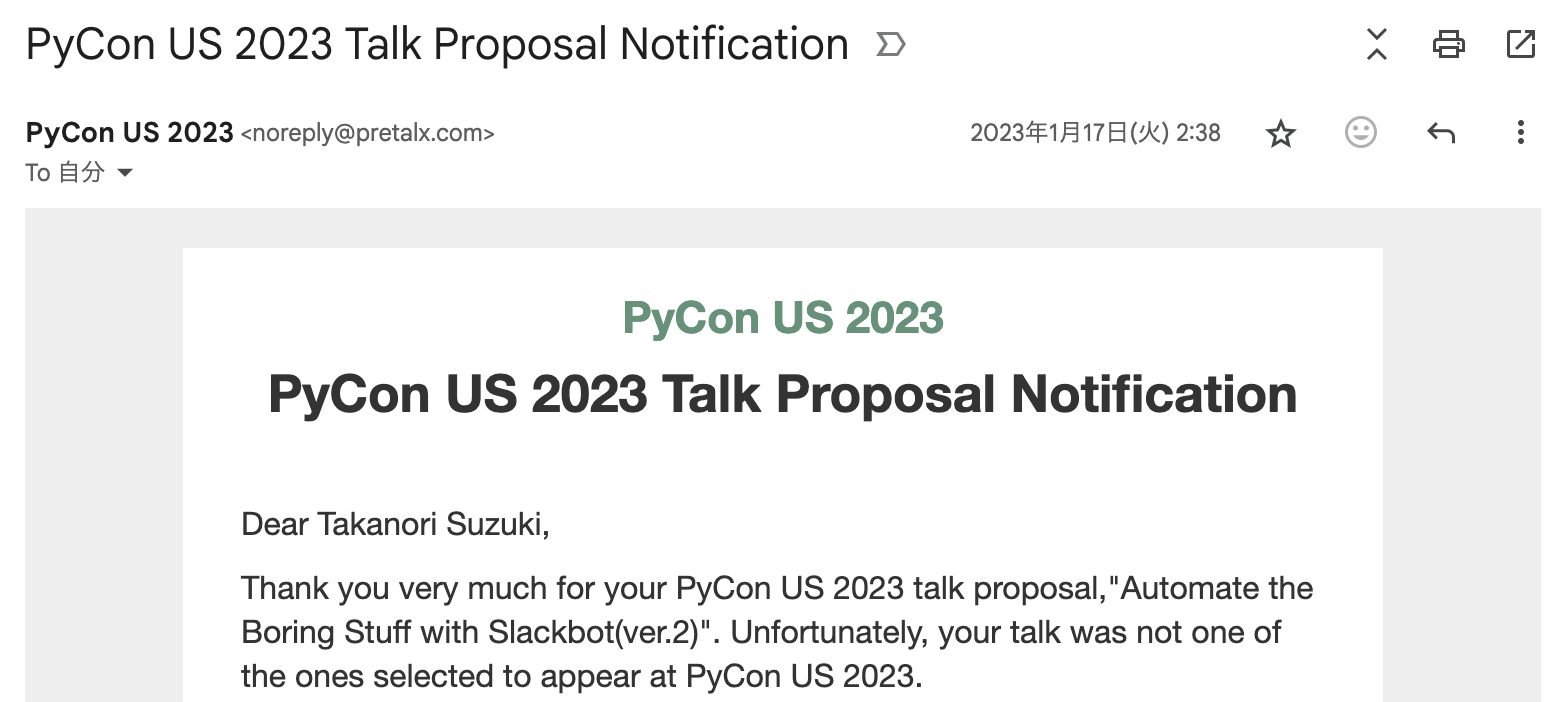 PyCon US 2023 Talk Proposal Notification
PyCon US 2023 <noreply@pretalx.com>
2023年1月17日(火) 2:38
To 自分
PyCon US 2023
PyCon US 2023 Talk Proposal Notification
Dear Takanori Suzuki,
Thank you very much for your PyCon US 2023 talk proposal,"Automate the
Boring Stuff with Slackbot(ver.2)". Unfortunately, your talk was not one of
the ones selected to appear at PyCon US 2023.